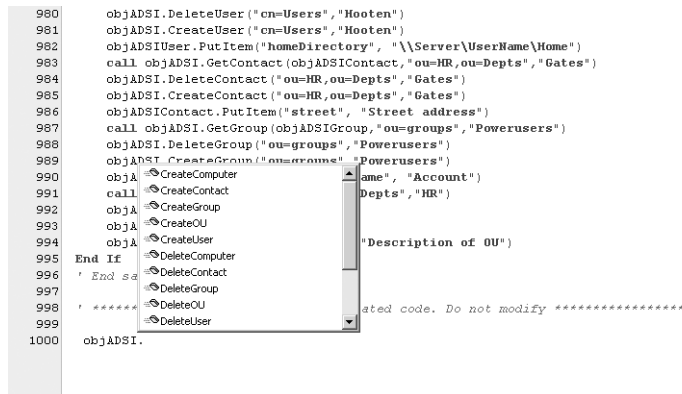 980 objADSI.DeleteUser("cn=Users","Hooten")
981 objADSI.CreateUser("cn=Users","Hooten")
982 objADSIUser.PutItem("homeDirectory", "\\Server\UserName\Home")
983 call objADSI.GetContact(objADSIContact,"ou=HR,ou=Depts","Gates")
984 objADSI.DeleteContact("ou=HR,ou=Depts","Gates")
985 objADSI.CreateContact("ou=HR,ou=Depts","Gates")
986 objADSIContact.PutItem("street", "Street address")
987 call objADSI.GetGroup(objADSIGroup,"ou=groups","Powerusers")
988 objADSI.DeleteGroup("ou=groups","Powerusers")
989 objADSI.CreateGroup("ou=groups","Powerusers")
990 objA ame", "Account")
991 call Depts","HR")
992 objA
993 objA
994 objA "Description of OU")
995 End If
996 ' End sa
997
998 ' ****** ated code. Do not modify *****************
999
1000 objADSI.
CreateComputer
CreateContact
CreateGroup
CreateOU
CreateUser
DeleteComputer
DeleteContact
DeleteGroup
DeleteOU
DeleteUser